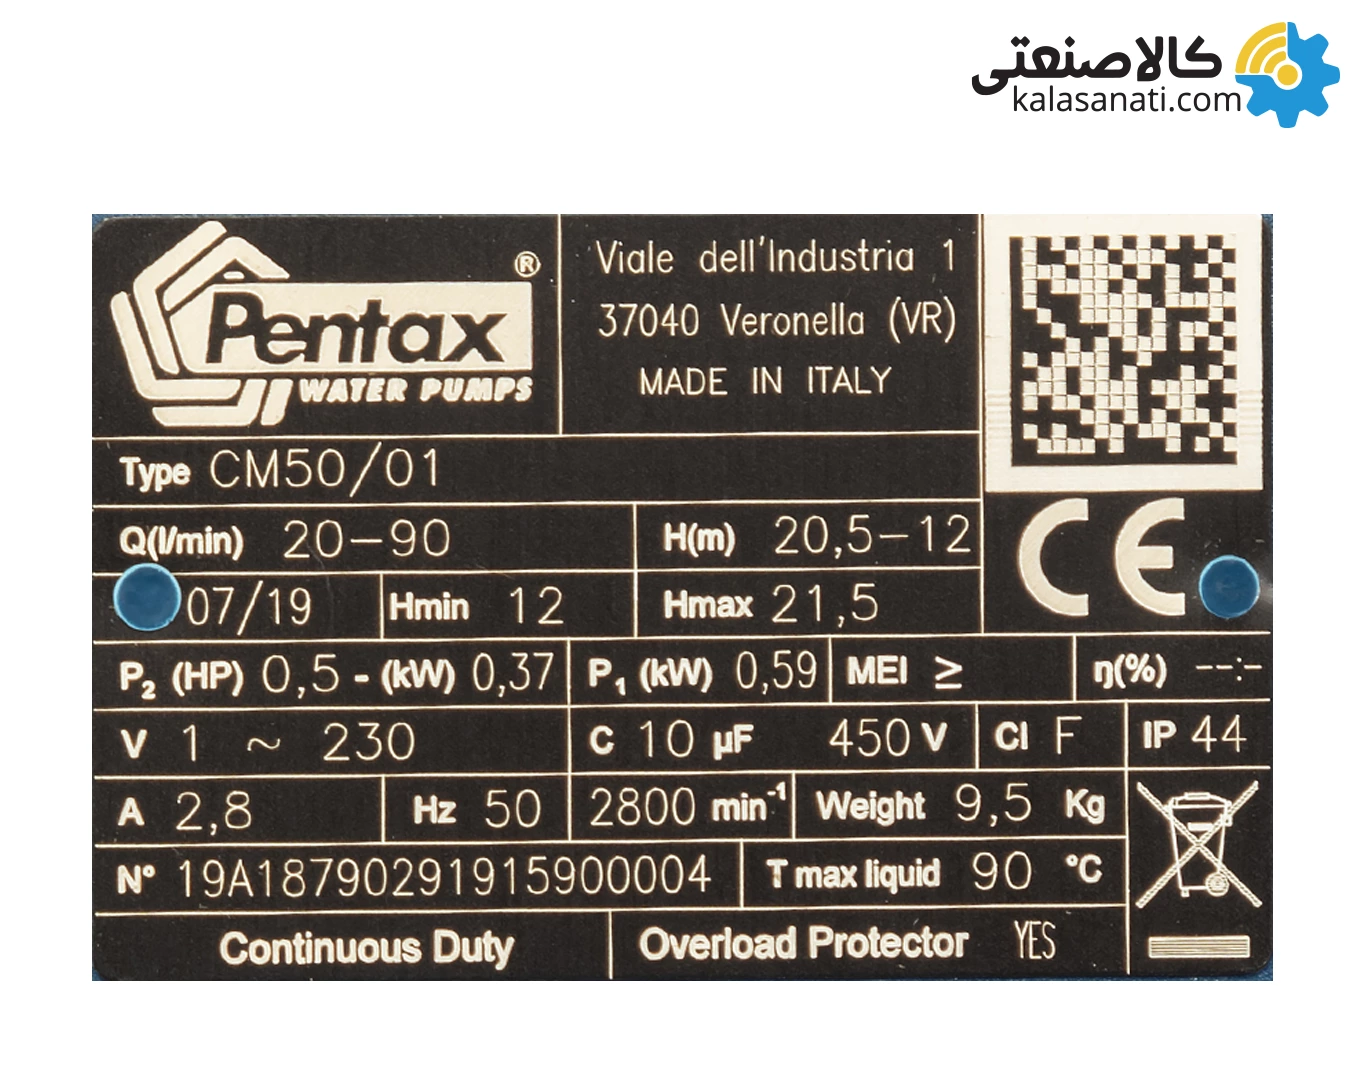 کالاصنعتی
kalasanati.com
Pentax ®
WATER PUMPS
Viale dell'Industria 1
37040 Veronella (VR)
MADE IN ITALY
Type CM50/01
Q(l/min) 20-90 H(m) 20,5-12
07/19 Hmin 12 Hmax 21,5
P₂ (HP) 0,5 - (kW) 0,37 P₁ (kW) 0,59 MEI ≥ η(%) --:-
V 1 ~ 230 C 10 µF 450 V Cl F IP 44
A 2,8 Hz 50 2800 min⁻¹ Weight 9,5 Kg
N° 19A18790291915900004 T max liquid 90 °C
Continuous Duty Overload Protector YES
CE